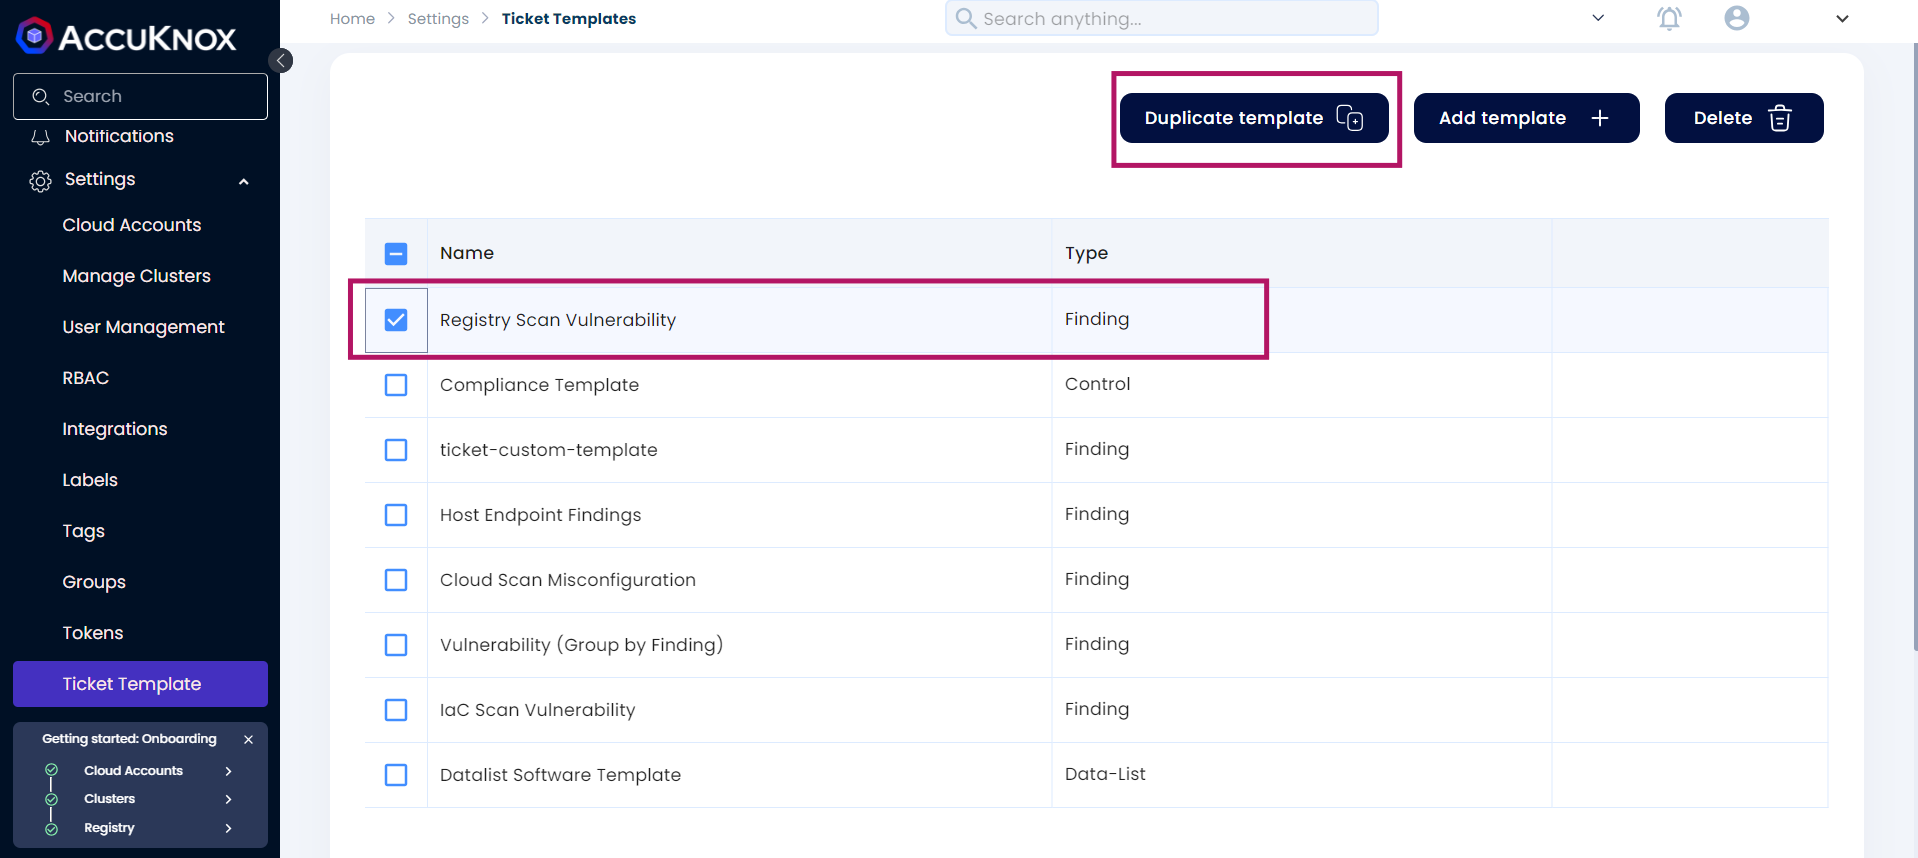 ACCUKNOX
Search
Notifications
Settings
Cloud Accounts
Manage Clusters
User Management
RBAC
Integrations
Labels
Tags
Groups
Tokens
Ticket Template
Getting started: Onboarding
Cloud Accounts
Clusters
Registry
Home > Settings > Ticket Templates
Search anything...
Duplicate template
Add template
Delete
Name Type
Registry Scan Vulnerability Finding
Compliance Template Control
ticket-custom-template Finding
Host Endpoint Findings Finding
Cloud Scan Misconfiguration Finding
Vulnerability (Group by Finding) Finding
IaC Scan Vulnerability Finding
Datalist Software Template Data-List